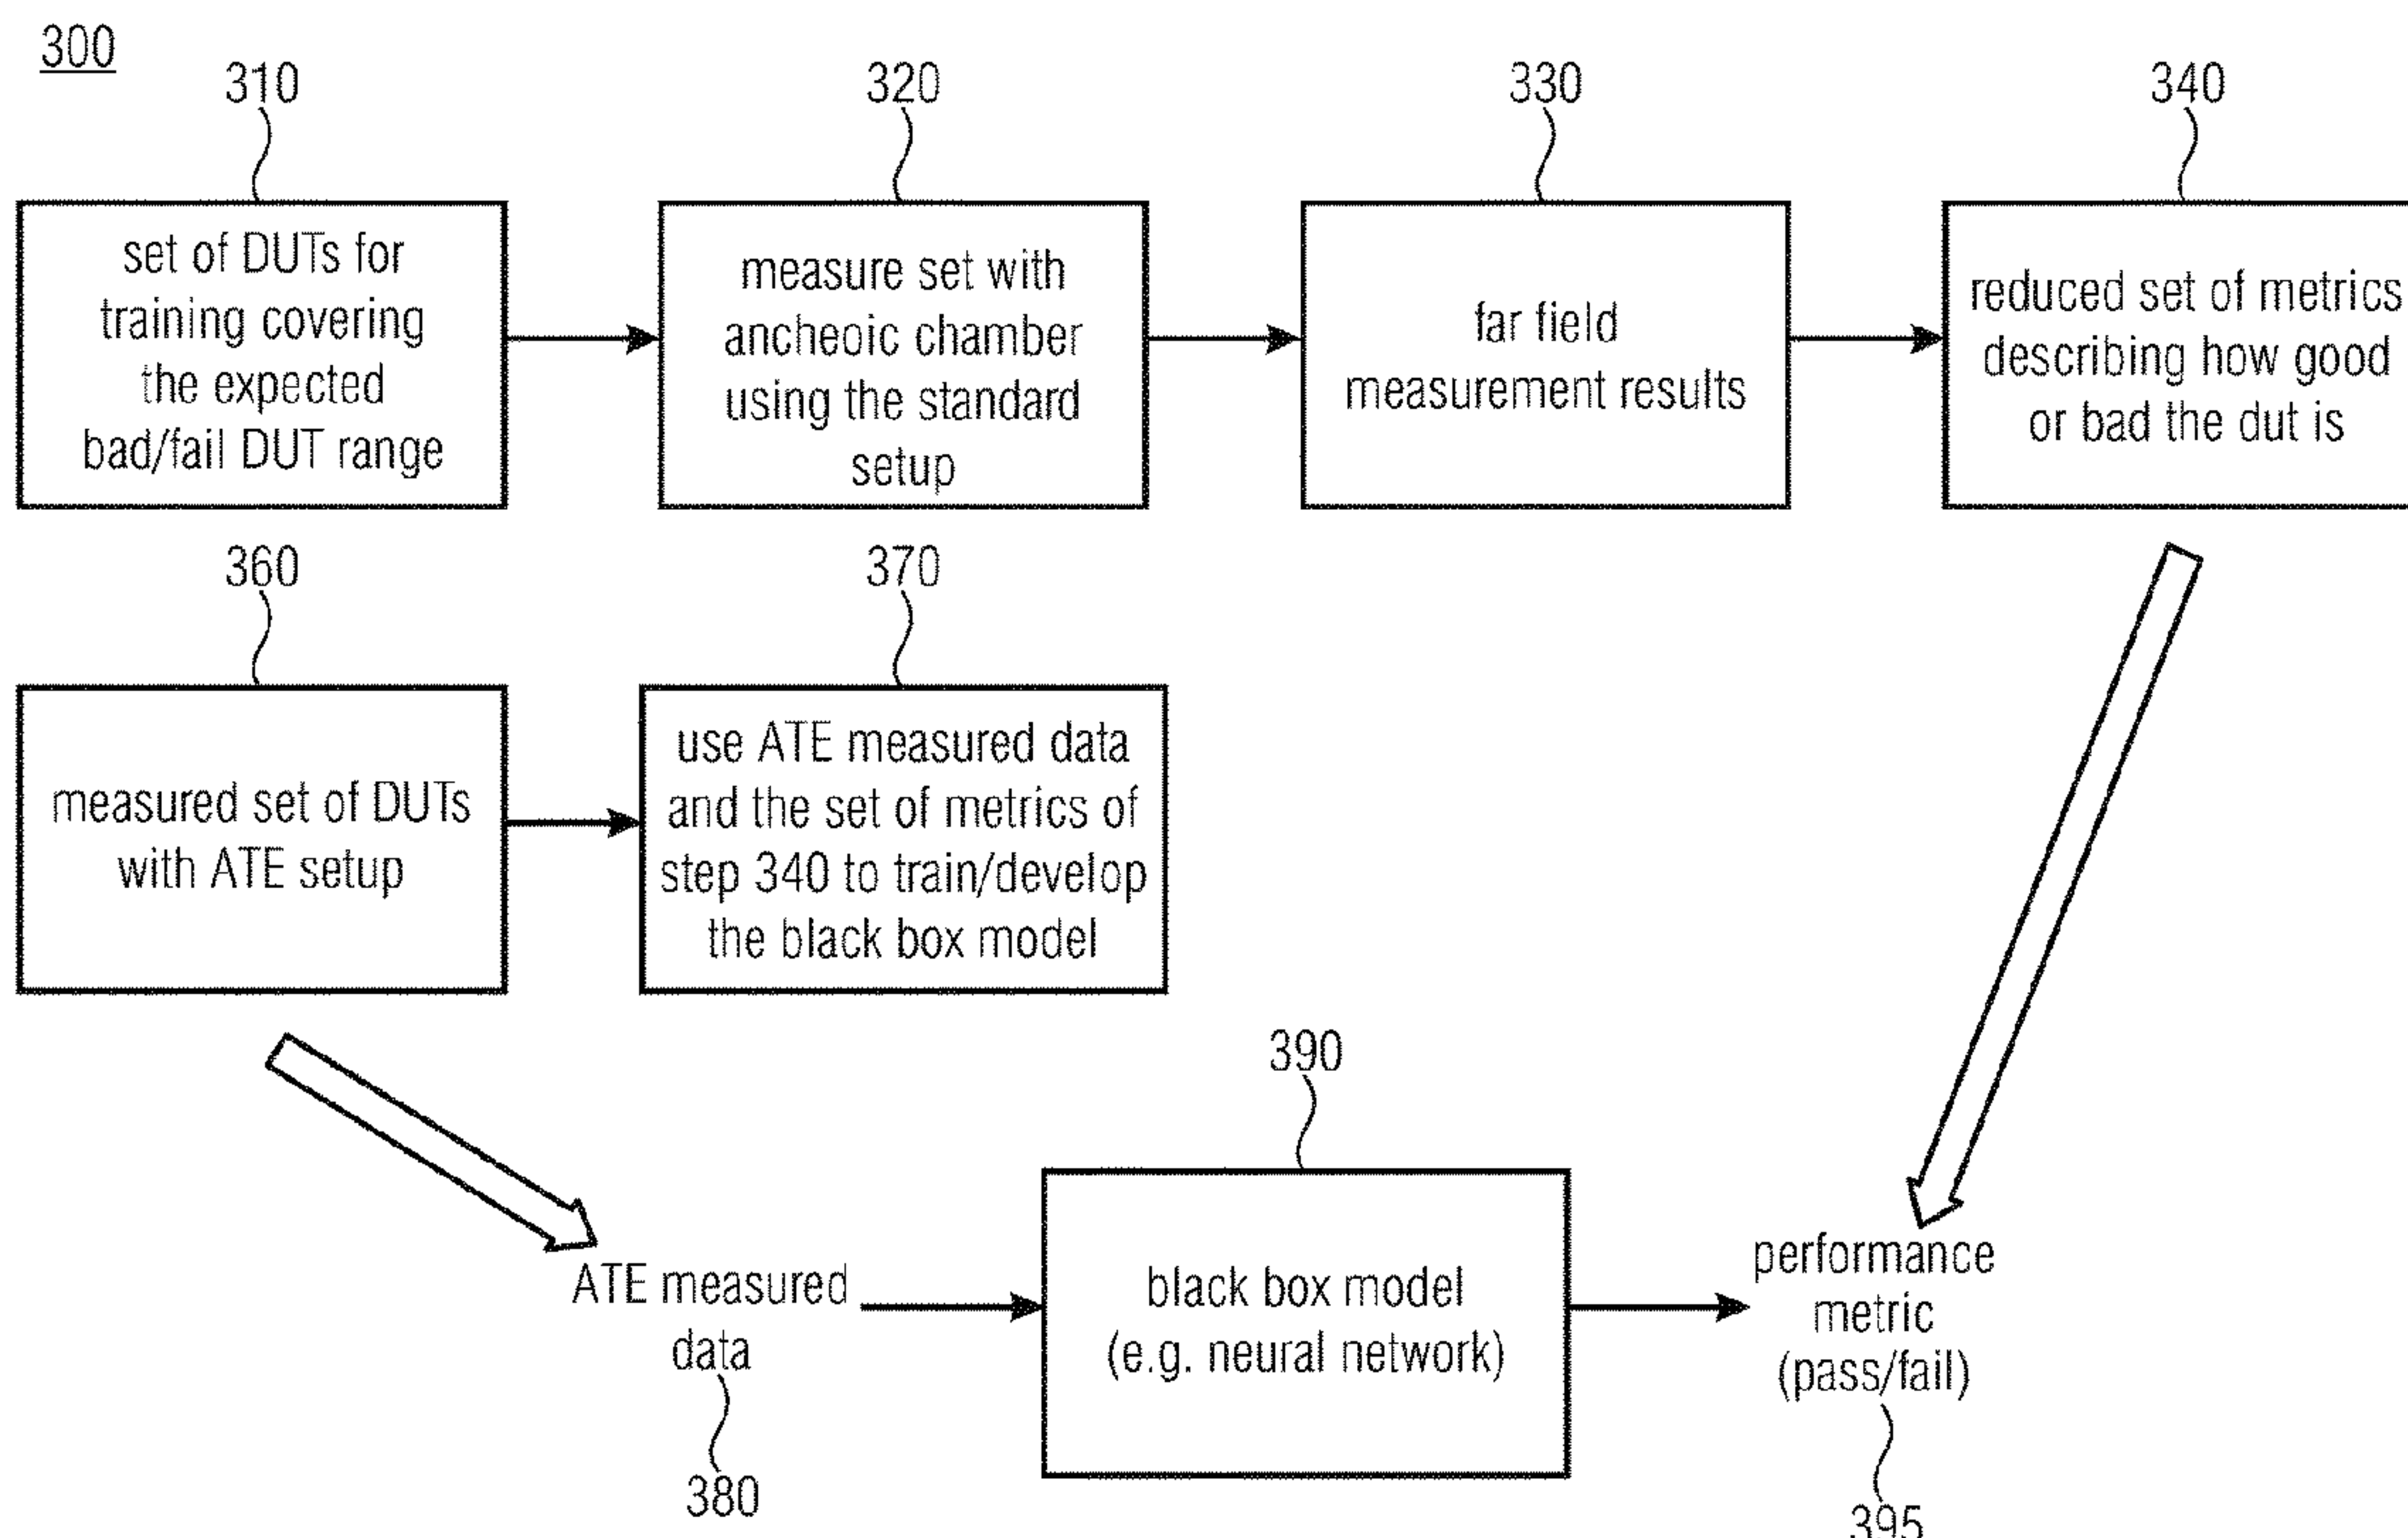 300
310
320
330
340
set of DUTs for
training covering
the expected
bad/fail DUT range
measure set with
ancheoic chamber
using the standard
setup
far field
measurement results
reduced set of metrics
describing how good
or bad the dut is
360
370
measured set of DUTs
with ATE setup
use ATE measured data
and the set of metrics of
step 340 to train/develop
the black box model
390
ATE measured
data
380
black box model
(e.g. neural network)
performance
metric
(pass/fail)
395